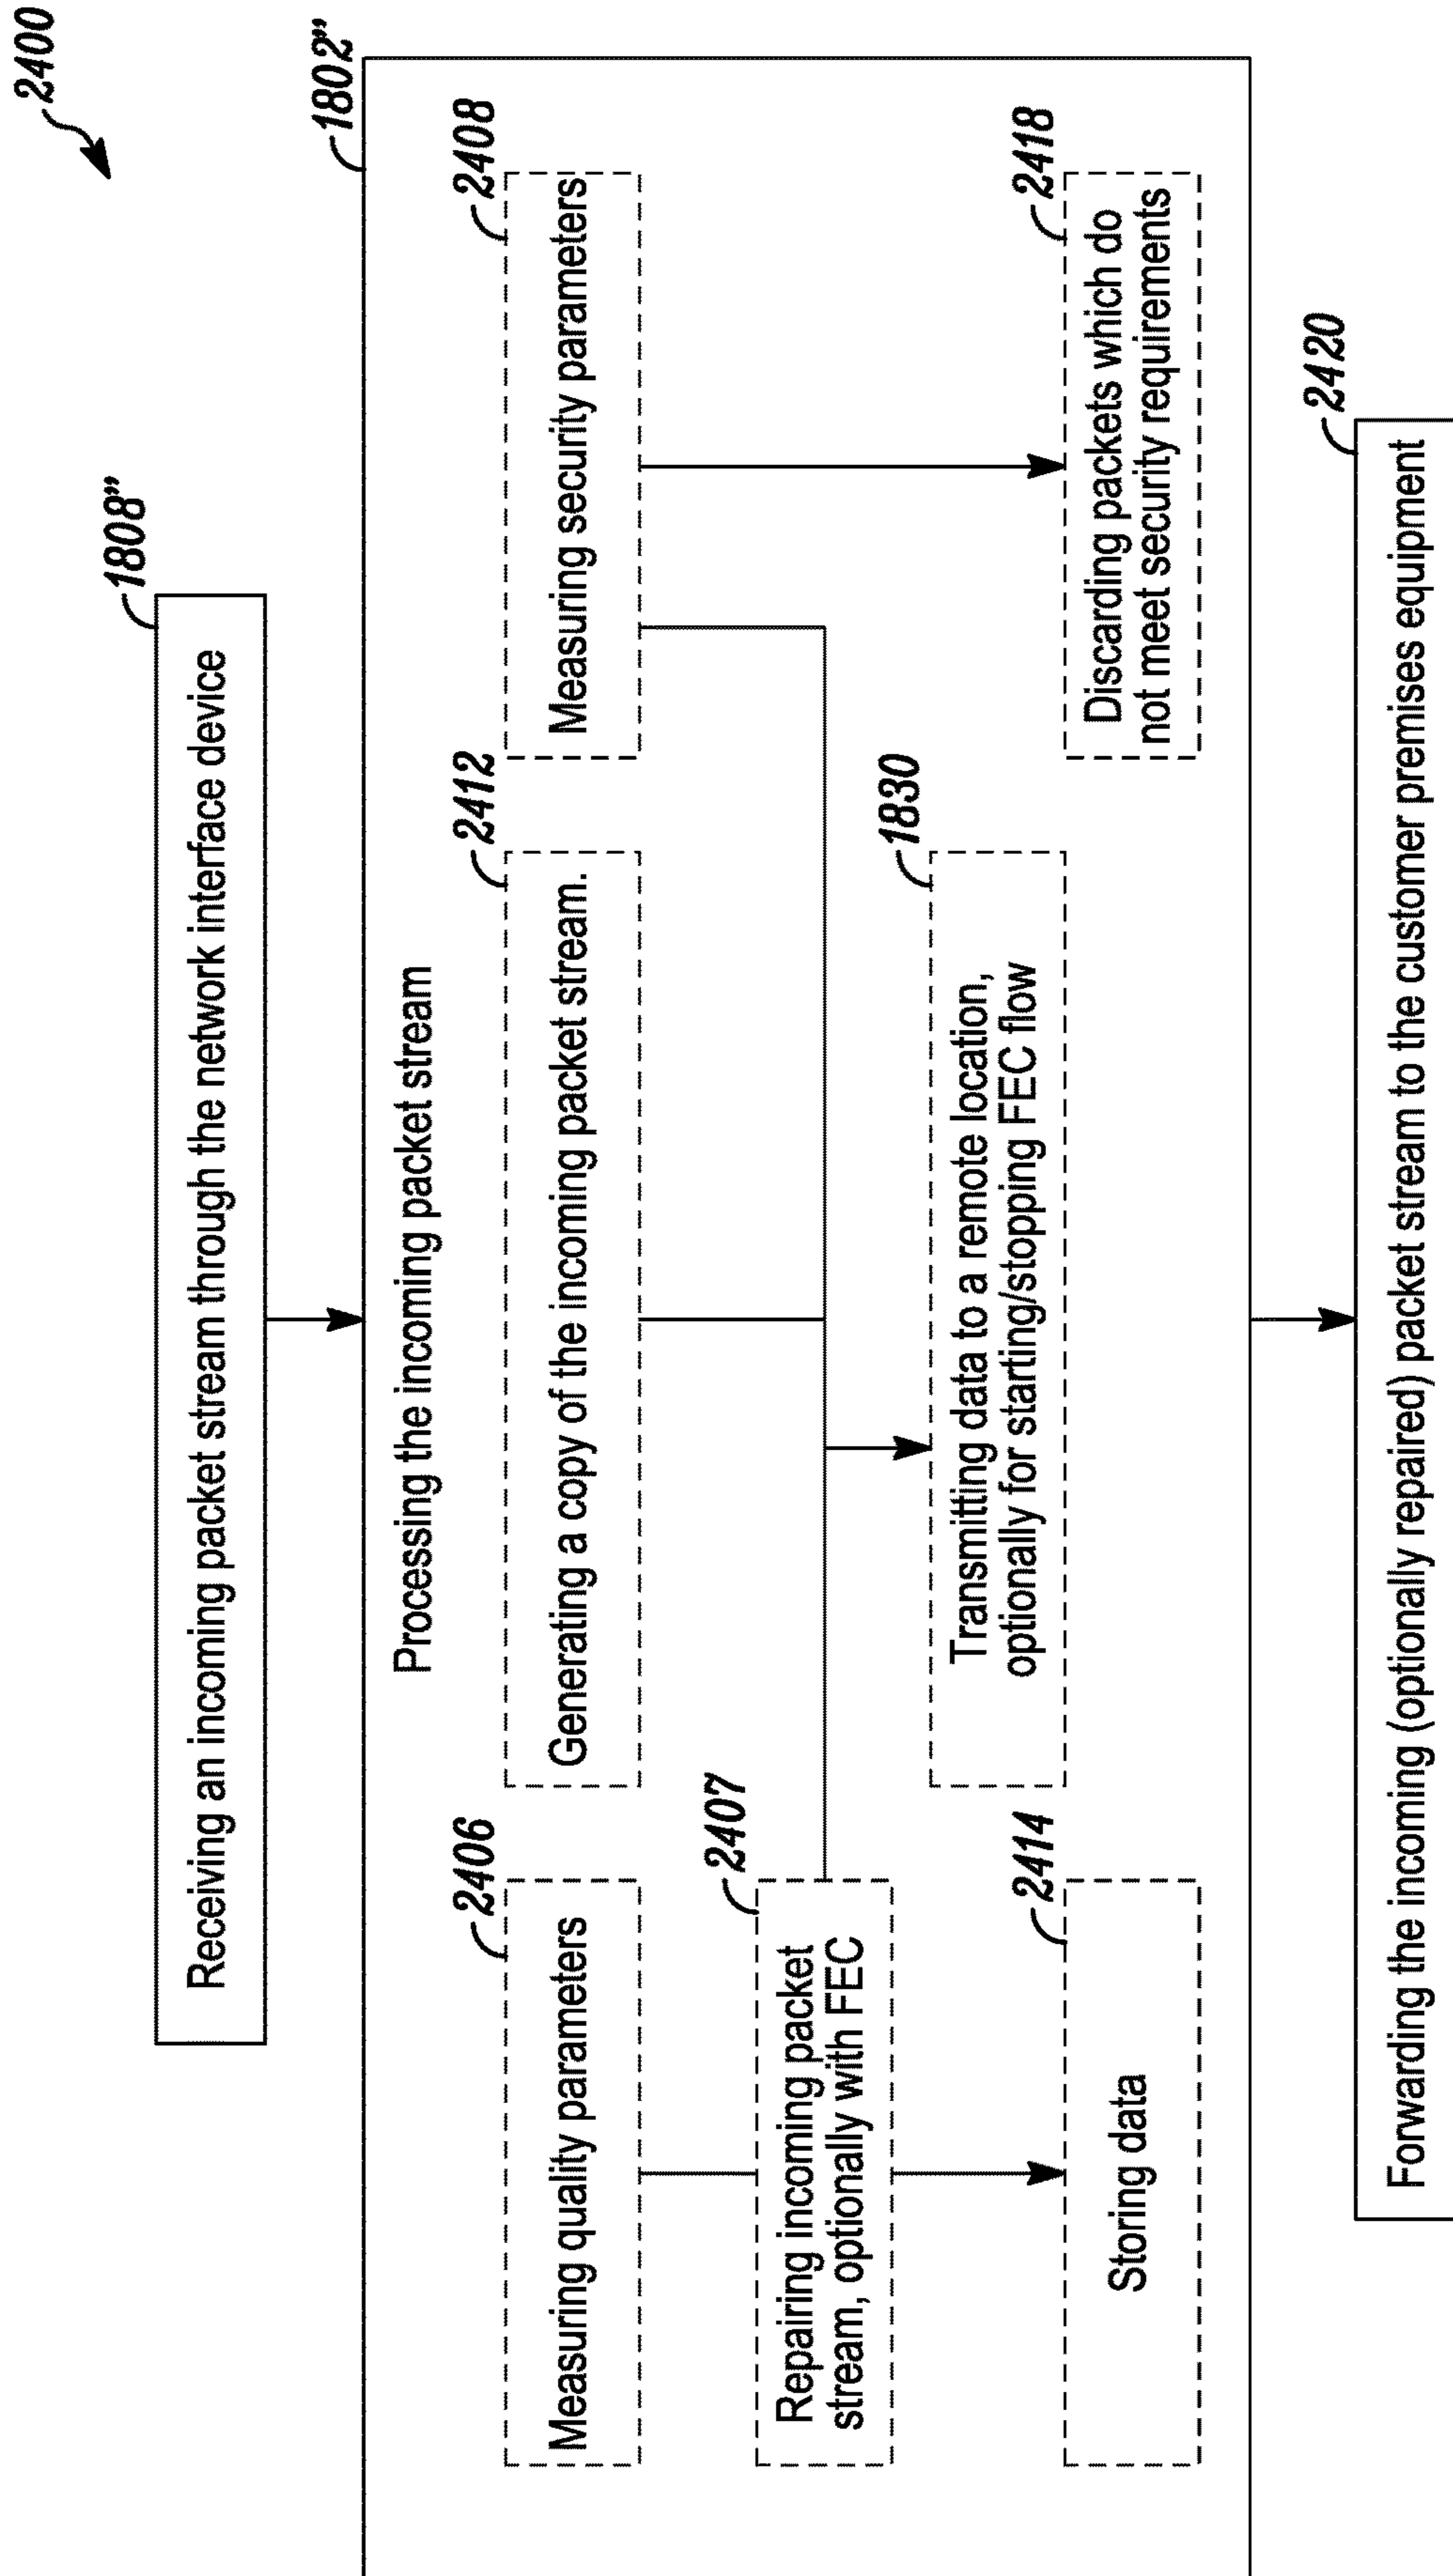 2400
1808”
Receiving an incoming packet stream through the network interface device
1802”
Processing the incoming packet stream
2406
Measuring quality parameters
2412
Generating a copy of the incoming packet stream.
2408
Measuring security parameters
2407
Repairing incoming packet
stream, optionally with FEC
1830
Transmitting data to a remote location,
optionally for starting/stopping FEC flow
2414
Storing data
2418
Discarding packets which do
not meet security requirements
2420
Forwarding the incoming (optionally repaired) packet stream to the customer premises equipment